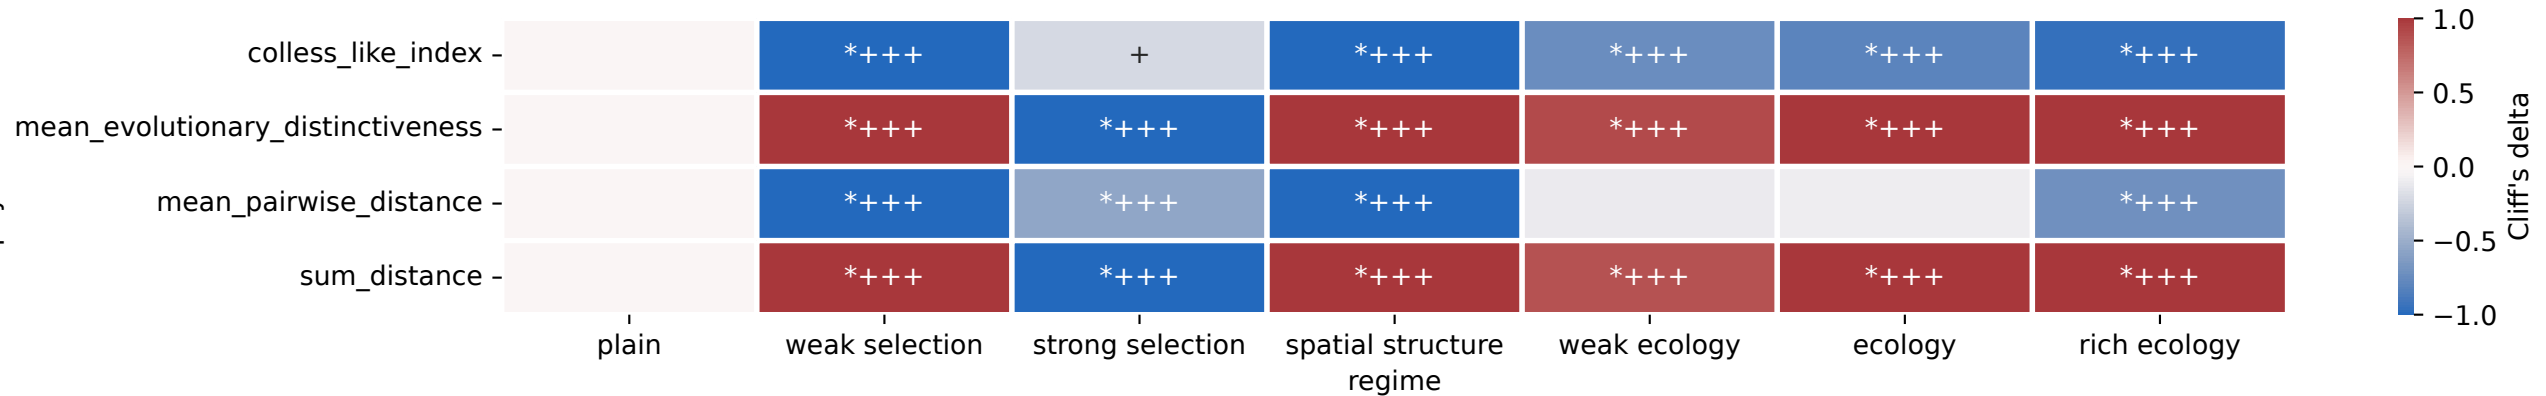 colless_like_index
*+++ + *+++ *+++ *+++ *+++
mean_evolutionary_distinctiveness
*+++ *+++ *+++ *+++ *+++ *+++
mean_pairwise_distance
*+++ *+++ *+++ *+++
sum_distance
*+++ *+++ *+++ *+++ *+++ *+++
plain weak selection strong selection spatial structure weak ecology ecology rich ecology
regime
1.0
0.5
0.0
−0.5
−1.0
Cliff's delta